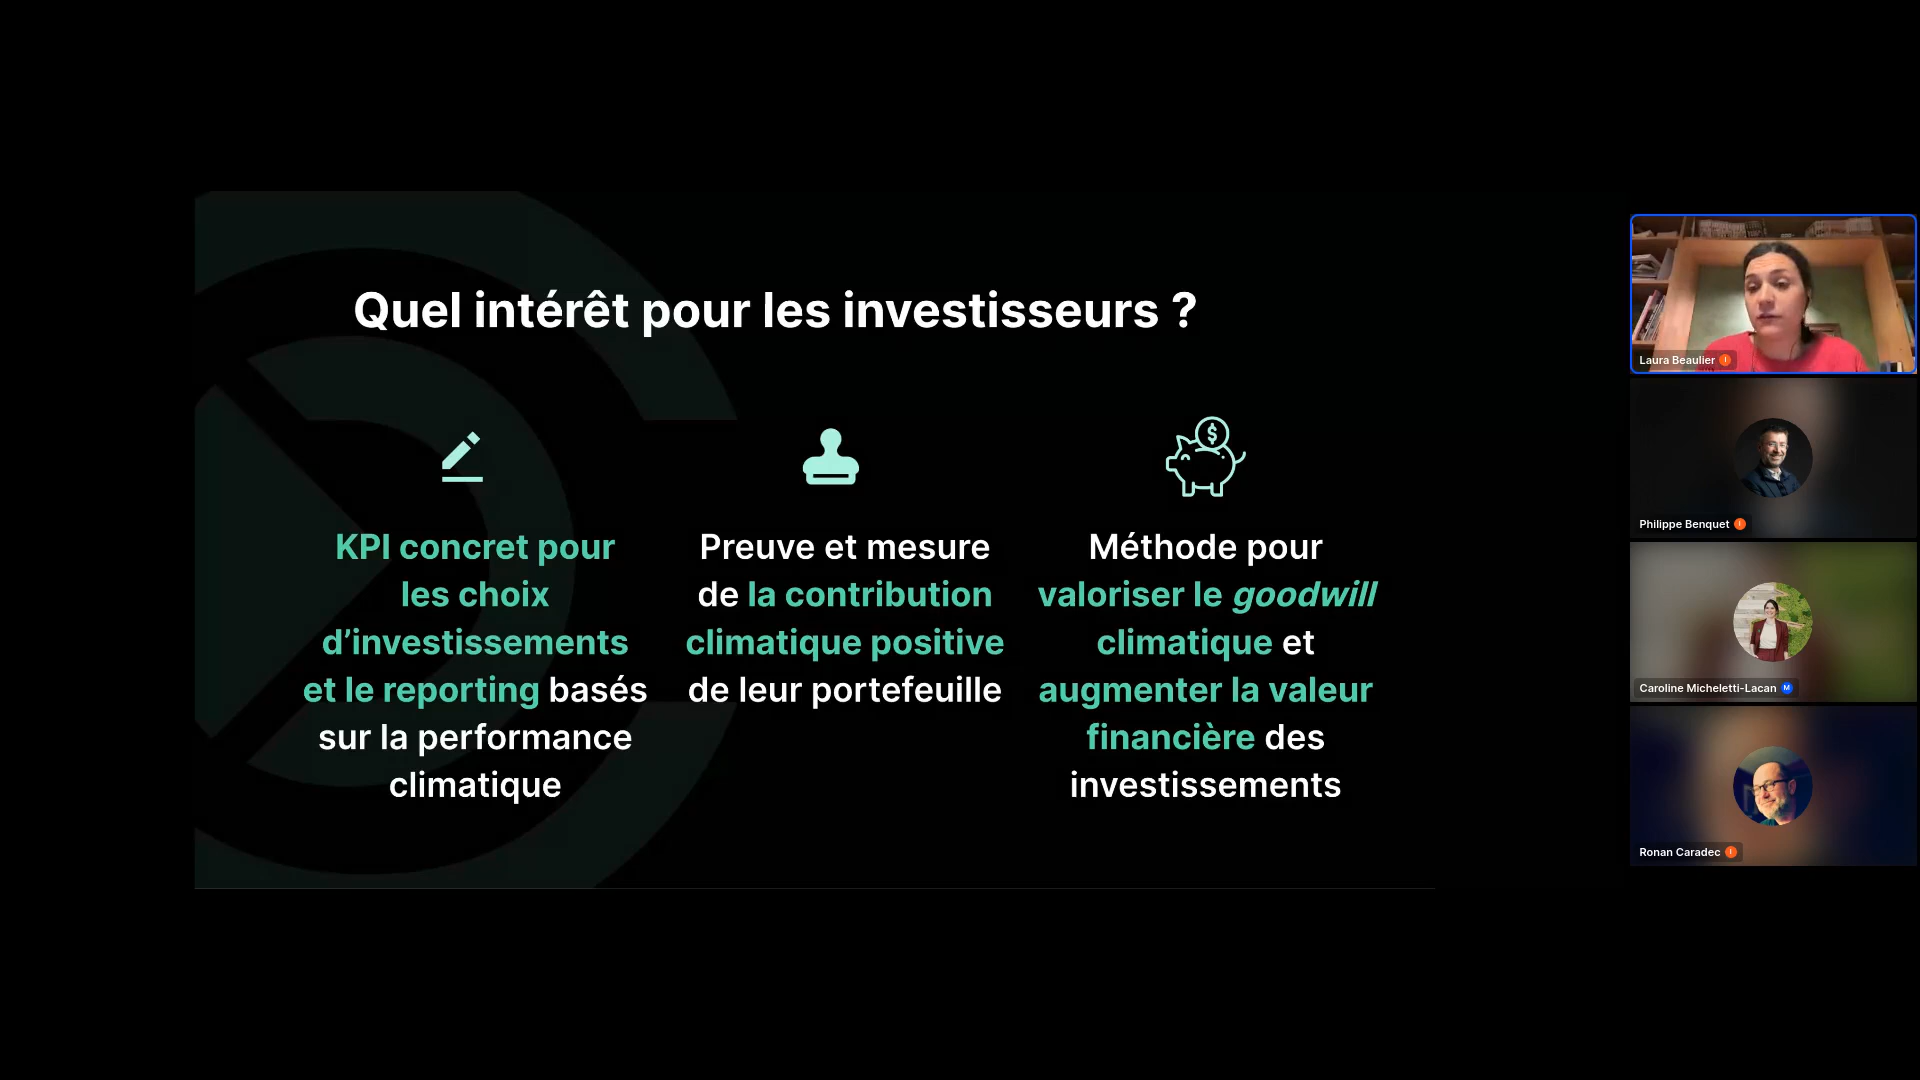 Quel intérêt pour les investisseurs ?
KPI concret pour
les choix
d’investissements
et le reporting basés
sur la performance
climatique
Preuve et mesure
de la contribution
climatique positive
de leur portefeuille
$
Méthode pour
valoriser le goodwill
climatique et
augmenter la valeur
financière des
investissements
Laura Beaulier I
Philippe Benquet I
Caroline Micheletti-Lacan M
Ronan Caradec I